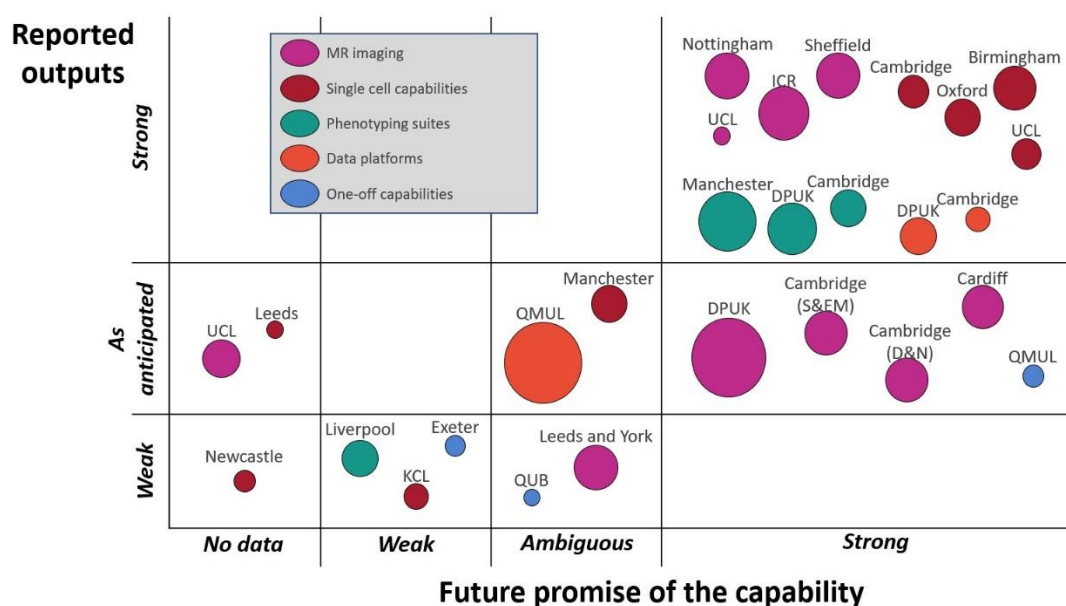 Reported
outputs
MR imaging
Single cell capabilities
Phenotyping suites
Data platforms
One-off capabilities
Strong
Nottingham
Sheffield
ICR
UCL
Cambridge
Birmingham
Oxford
UCL
Manchester
DPUK
Cambridge
DPUK
Cambridge
As
anticipated
UCL
Leeds
QMUL
Manchester
DPUK
Cambridge
(S&EM)
Cambridge
(D&N)
Cardiff
QMUL
Weak
Newcastle
Liverpool
Exeter
KCL
Leeds and York
QUB
No data
Weak
Ambiguous
Strong
Future promise of the capability